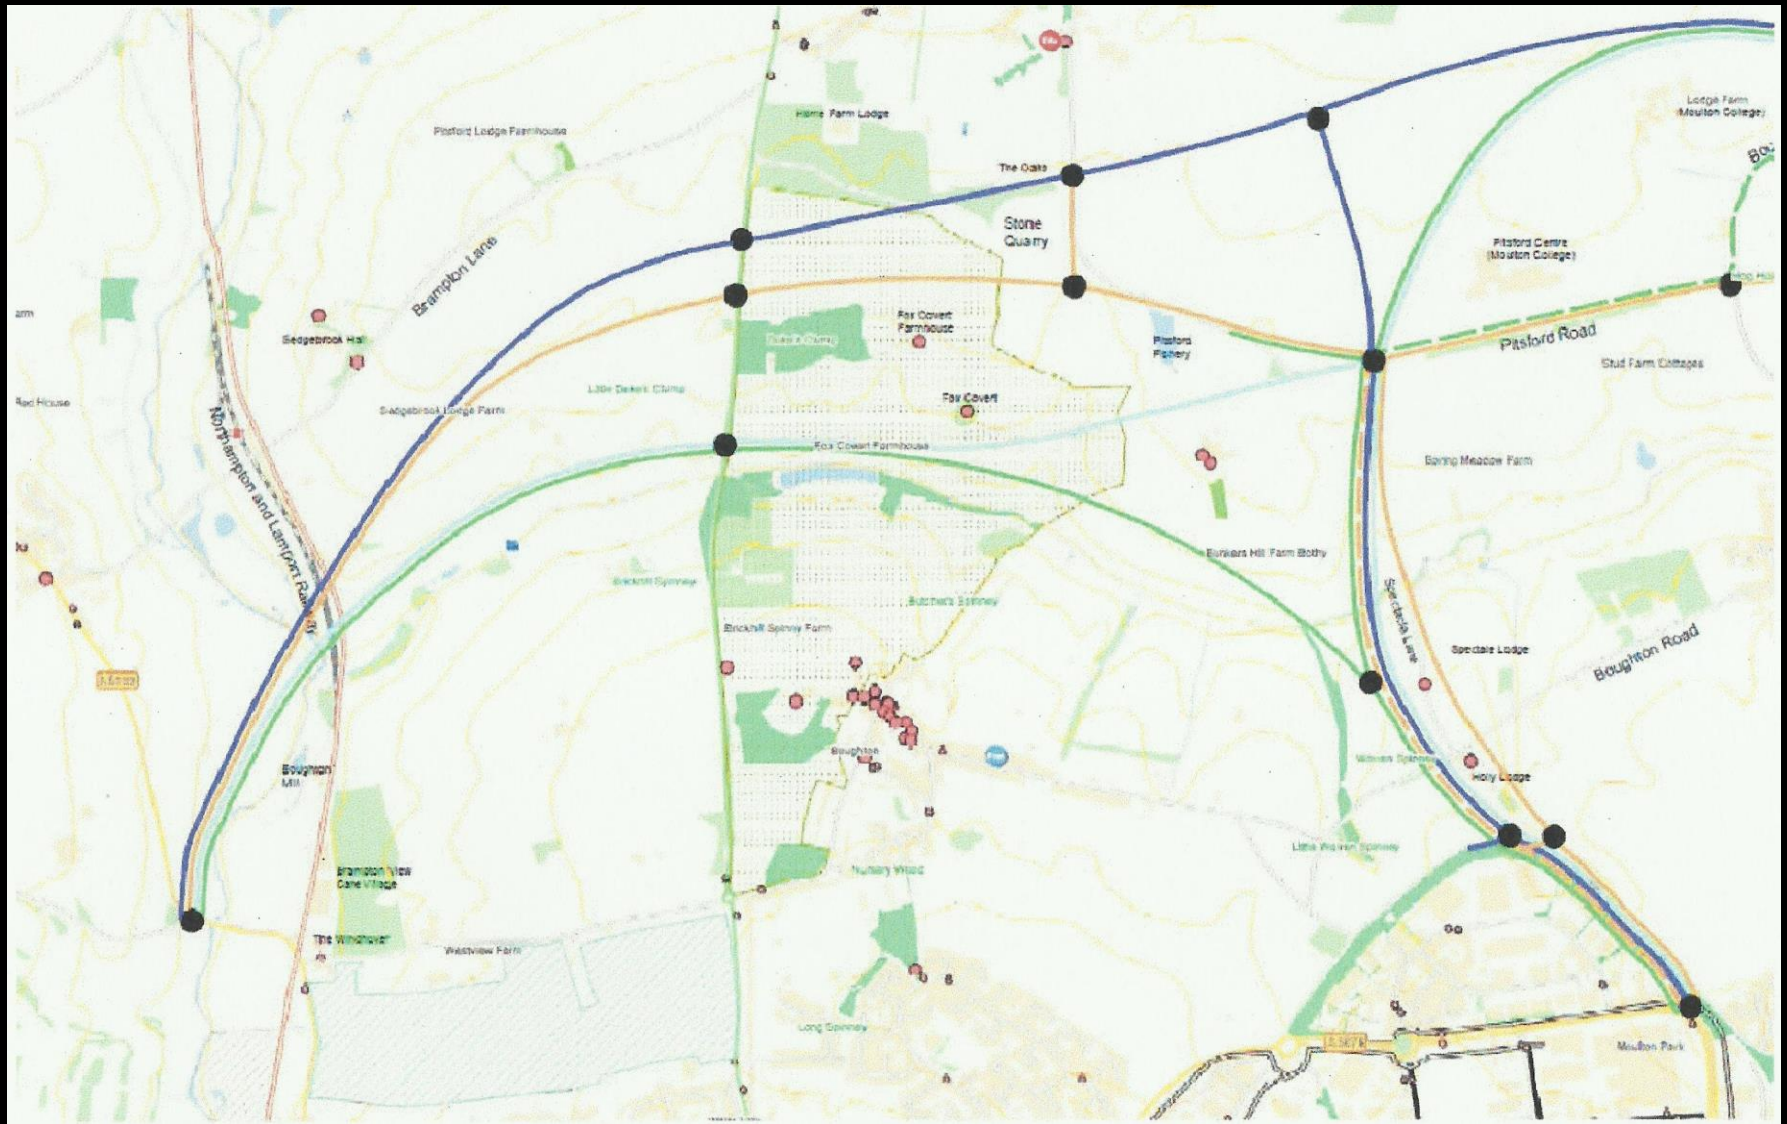 Home Farm Lodge
Lodge Farm
(Moulton College)
Pitsford Lodge Farmhouse
The Oaks
Stone
Quarry
Pitsford Centre
(Moulton College)
Brampton Lane
Fox Covert
Farmhouse
Sedgebrook Hall
Pitsford
Fishery
Pitsford Road
Stud Farm Cottages
Red House
Little Dukes Clump
Fox Covert
Sedgebrook Lodge Farm
Fox Covert Farmhouse
Spring Meadow Farm
Northampton and Lamport Railway
Bunkers Hill Farm Bothy
Brickhill Spinney
Butcher's Spinney
Brickhill Spinney Farm
Spectacle Lane
Spectacle Lodge
Boughton Road
Boughton
Boughton
Mill
Holly Lodge
Brampton View
Care Village
Nursery Wood
The Windhover
Westview Farm
Long Spinney
Moulton Park